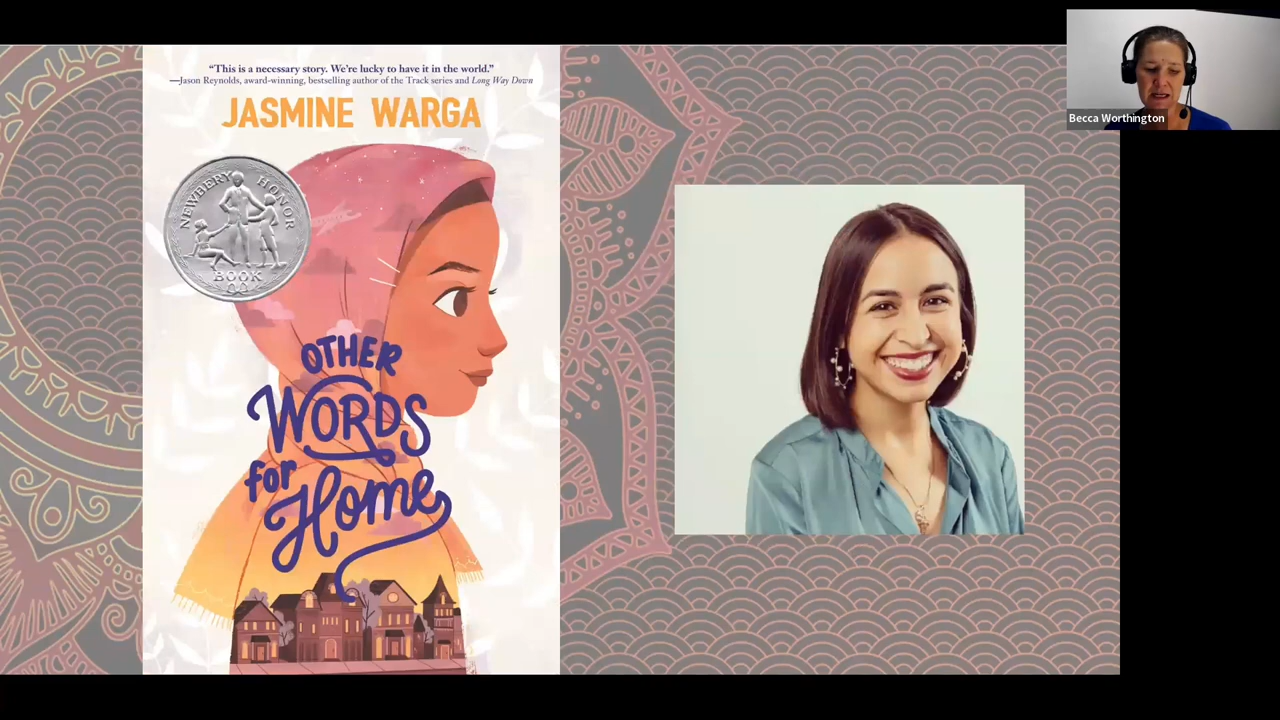 “This is a necessary story. We’re lucky to have it in the world.”
—Jason Reynolds, award-winning, bestselling author of the Track series and Long Way Down
JASMINE WARGA
NEWBERY HONOR
BOOK
OTHER
WORDS
for
Home
Becca Worthington